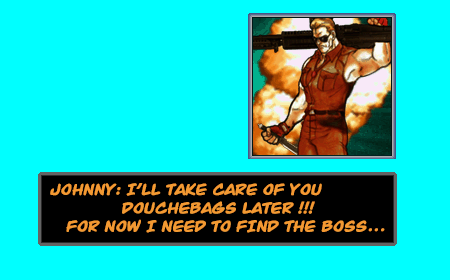 JOHNNY: I'LL TAKE CARE OF YOU
DOUCHEBAGS LATER !!!
FOR NOW I NEED TO FIND THE BOSS...